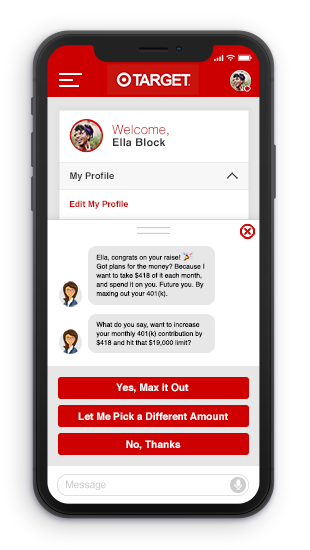 TARGET
Welcome,
Ella Block
My Profile
Edit My Profile
Ella, congrats on your raise! 🎉
Got plans for the money? Because I
want to take $418 of it each month,
and spend it on you. Future you. By
maxing out your 401(k).
What do you say, want to increase
your monthly 401(k) contribution by
$418 and hit that $19,000 limit?
Yes, Max it Out
Let Me Pick a Different Amount
No, Thanks
Message